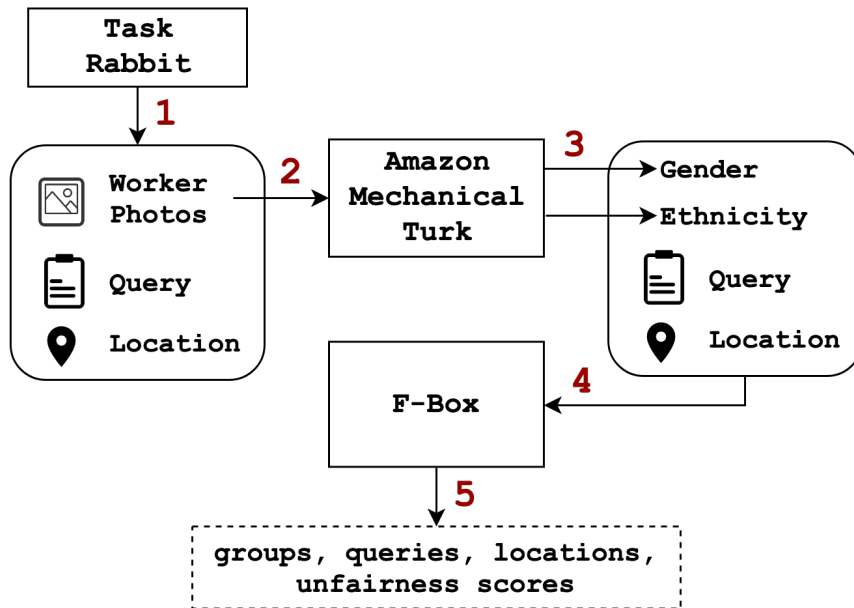 Task
Rabbit
1
Worker
Photos
Query
Location
2
Amazon
Mechanical
Turk
3
Gender
Ethnicity
Query
Location
4
F-Box
5
groups, queries, locations,
unfairness scores